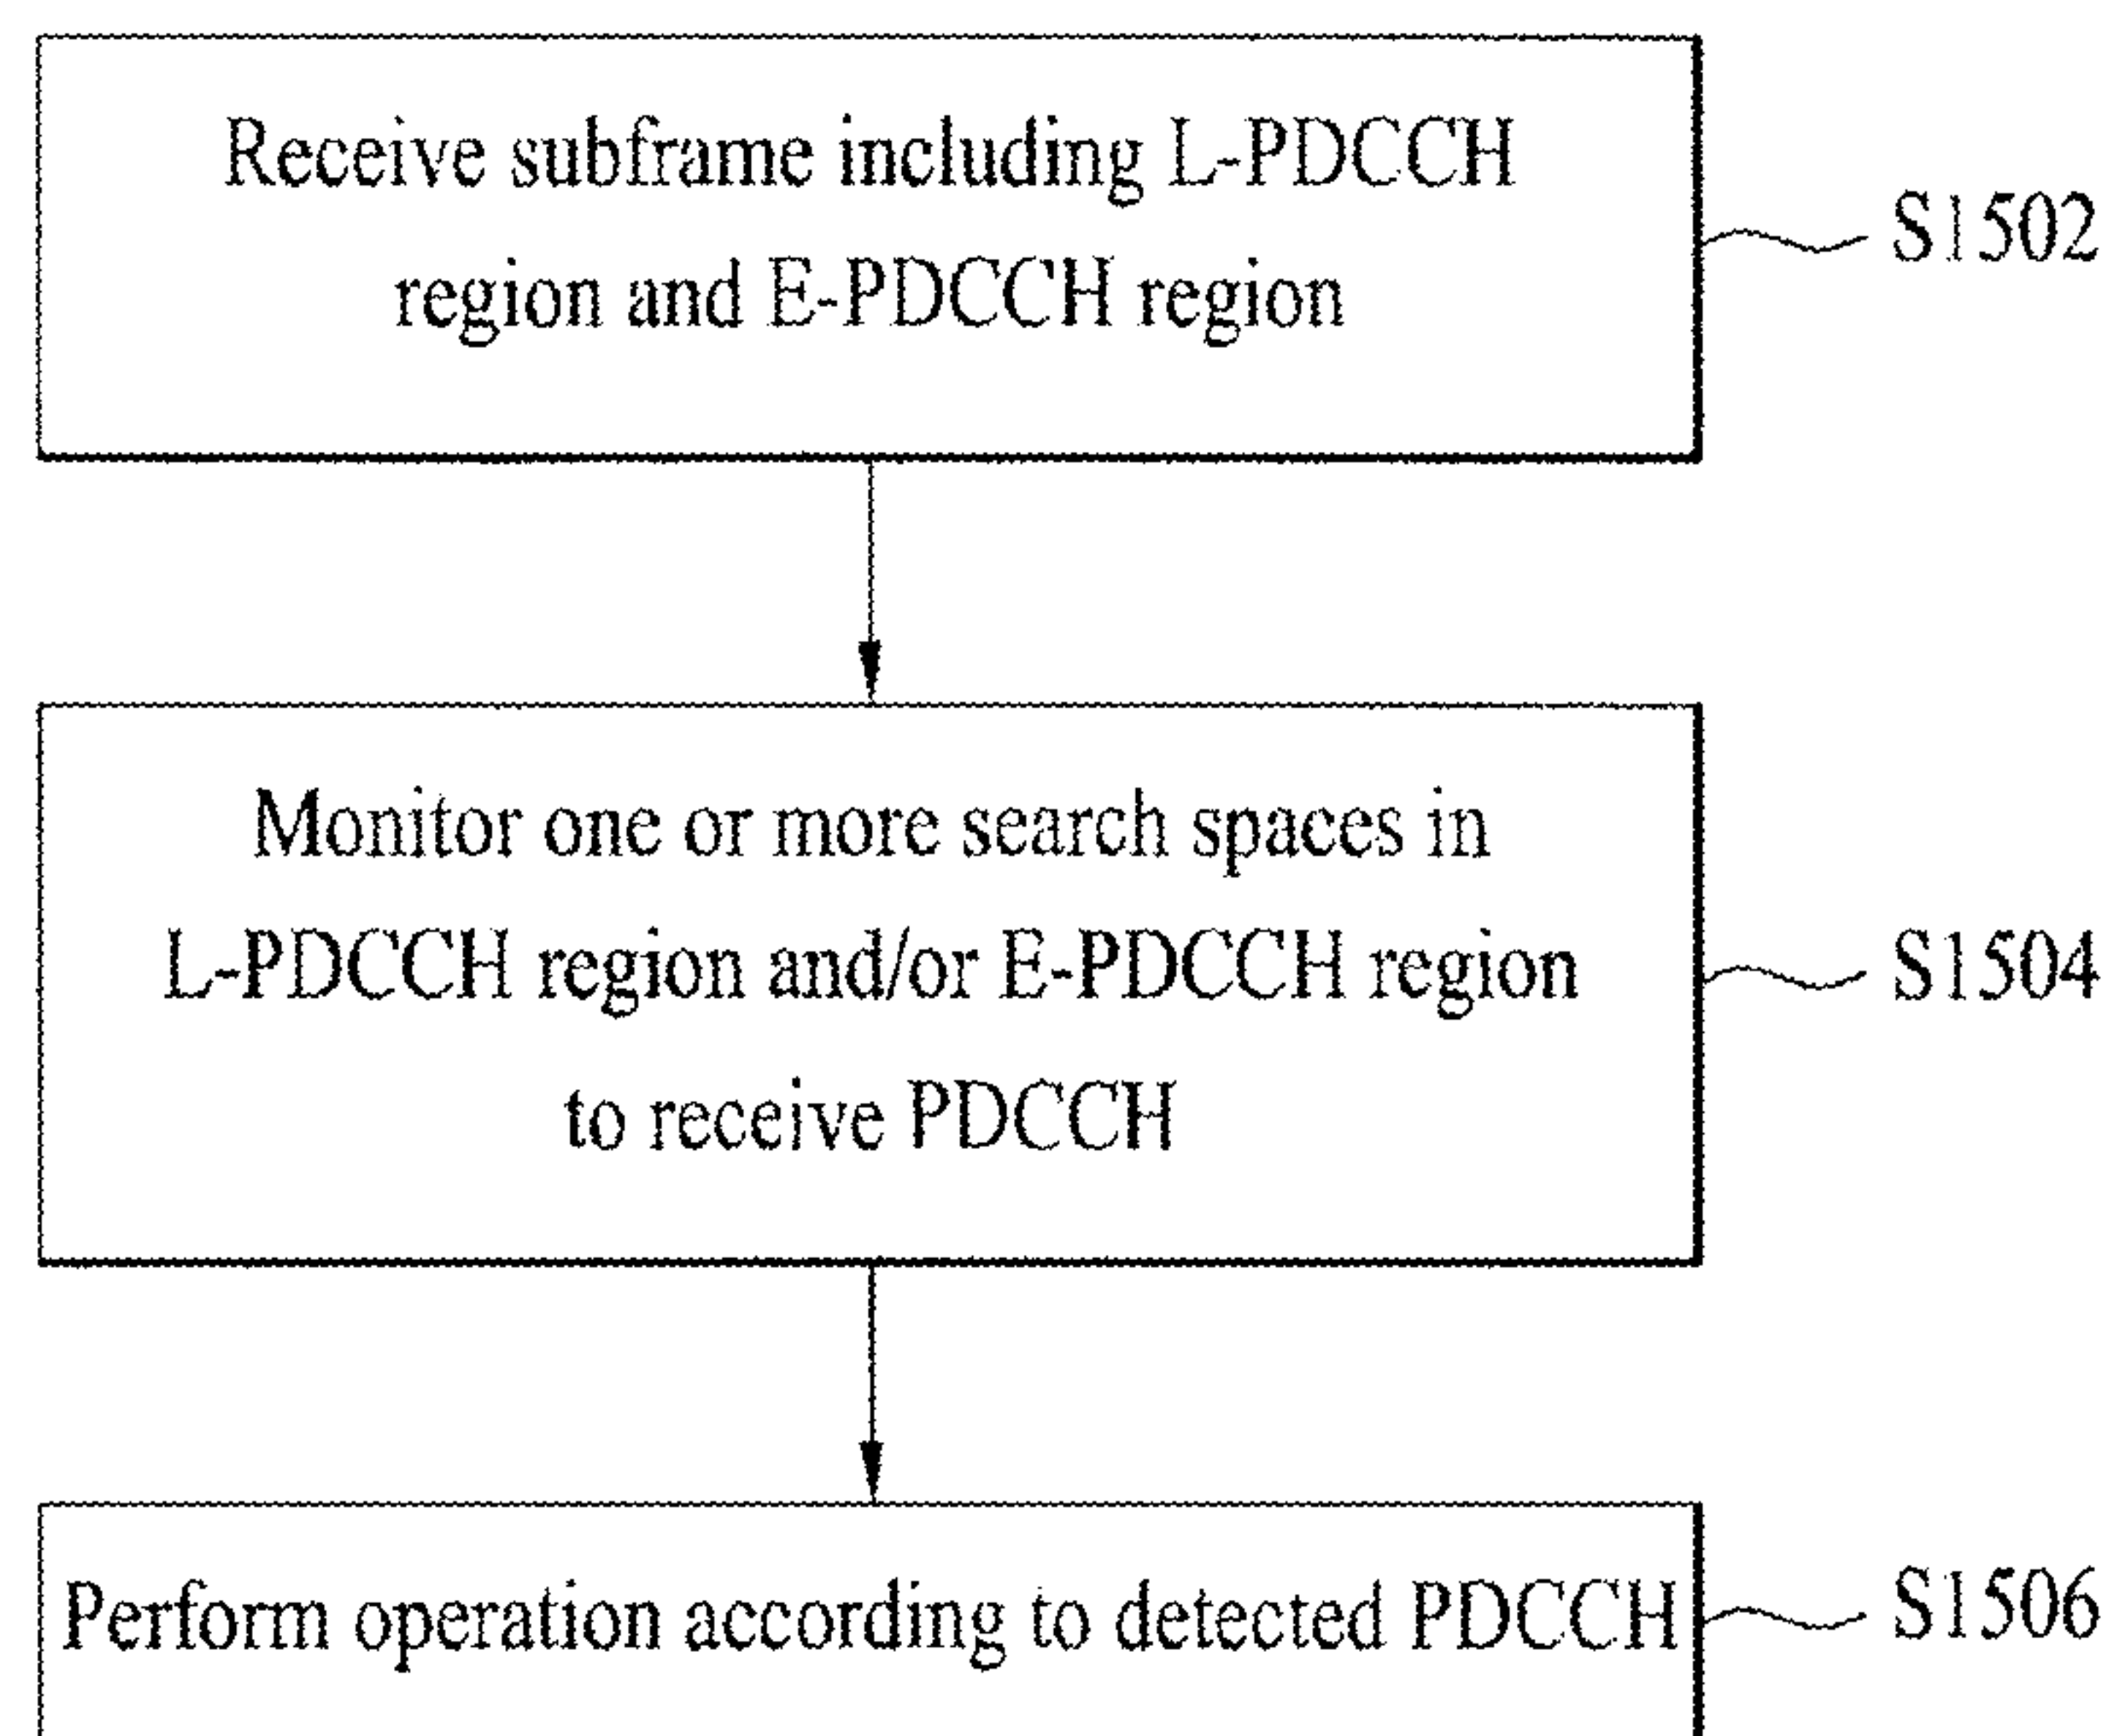 Receive subframe including L-PDCCH
region and E-PDCCH region
S1502
Monitor one or more search spaces in
L-PDCCH region and/or E-PDCCH region
to receive PDCCH
S1504
Perform operation according to detected PDCCH
S1506